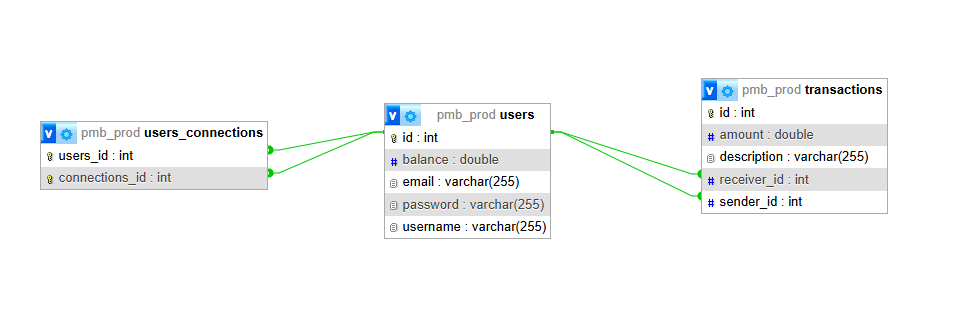 pmb_prod users_connections
users_id : int
connections_id : int
pmb_prod users
id : int
balance : double
email : varchar(255)
password : varchar(255)
username : varchar(255)
pmb_prod transactions
id : int
amount : double
description : varchar(255)
receiver_id : int
sender_id : int